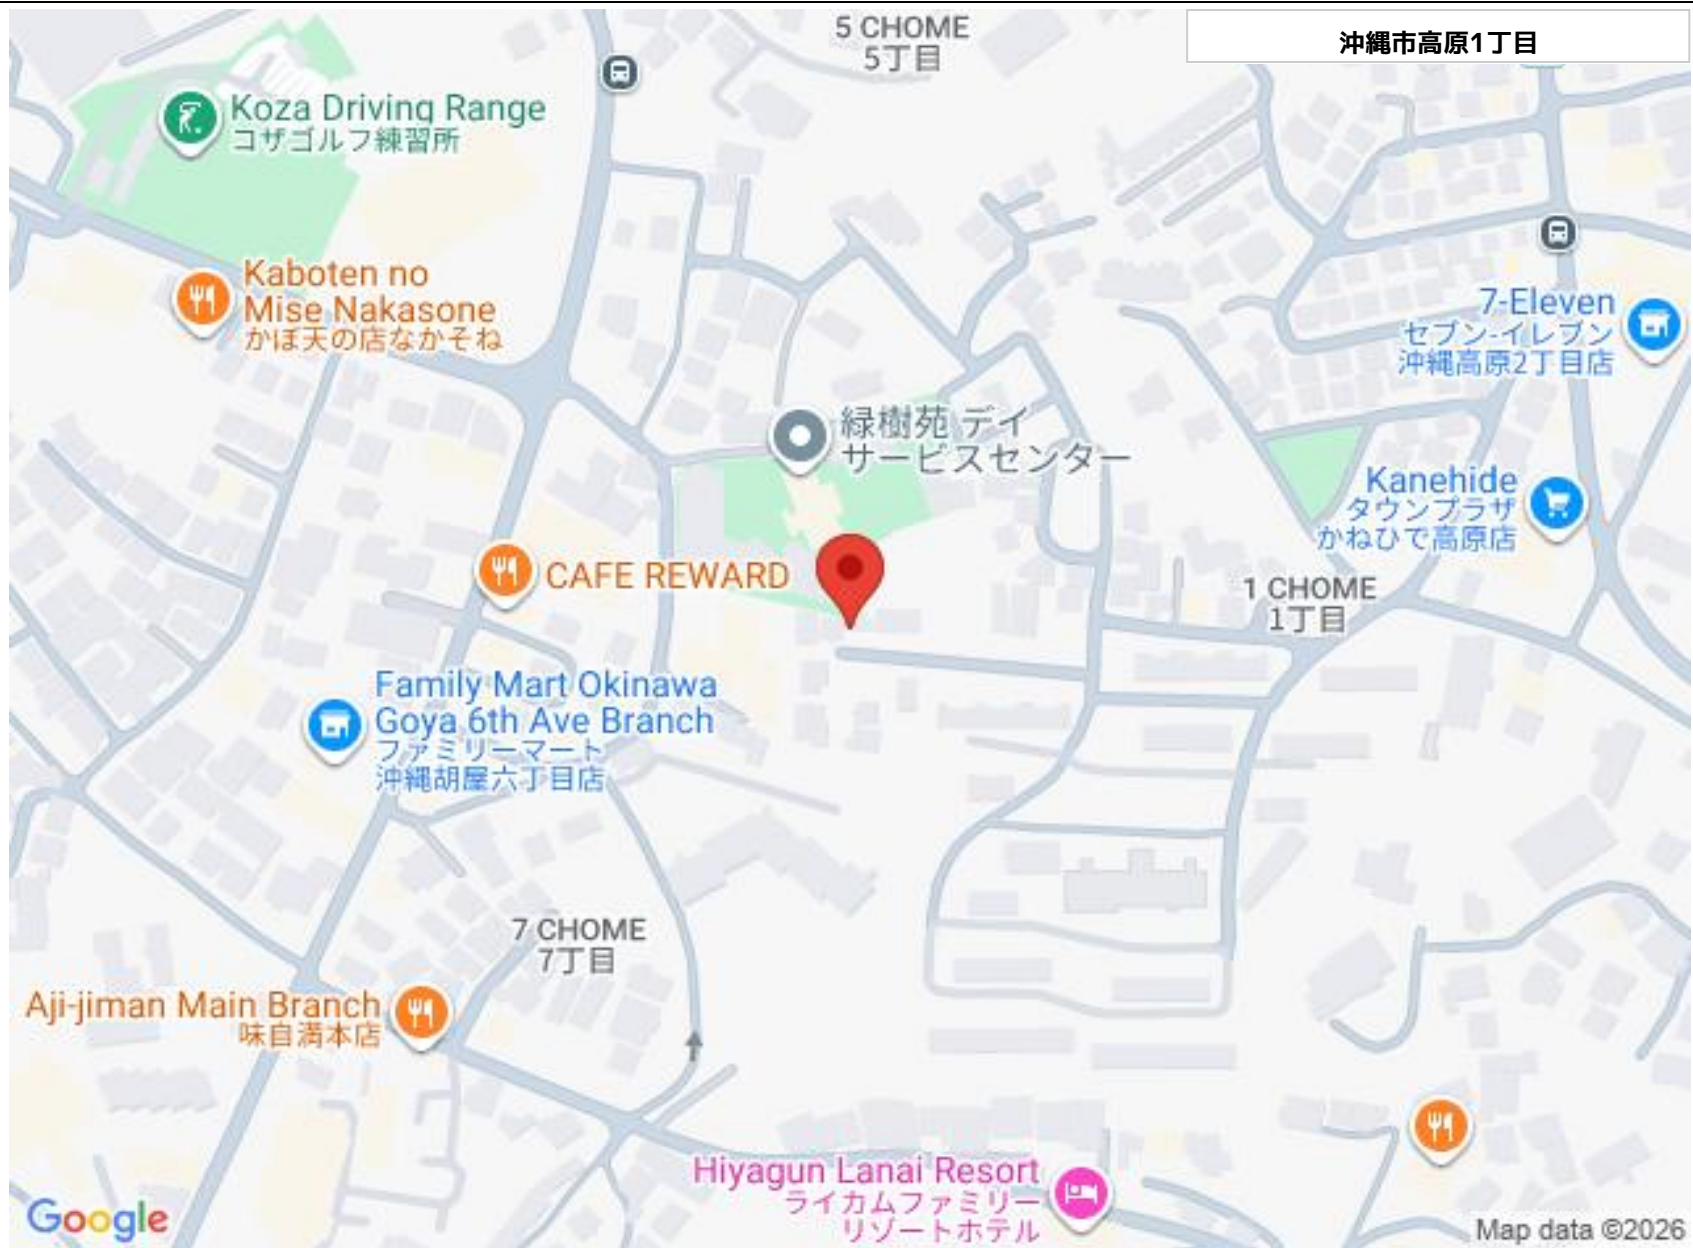 5 CHOME
5丁目
沖縄市高原1丁目
Koza Driving Range
コザゴルフ練習所
Kaboten no
Mise Nakasone
かぼ天の店なかそね
7-Eleven
セブン-イレブン
沖縄高原2丁目店
緑樹苑 デイ
サービスセンター
Kanehide
タウンプラザ
かねひで高原店
CAFE REWARD
1 CHOME
1丁目
Family Mart Okinawa
Goya 6th Ave Branch
ファミリーマート
沖縄胡屋六丁目店
7 CHOME
7丁目
Aji-jiman Main Branch
味自満本店
Hiyagun Lanai Resort
ライカムファミリー
リゾートホテル
Google
Map data ©2026